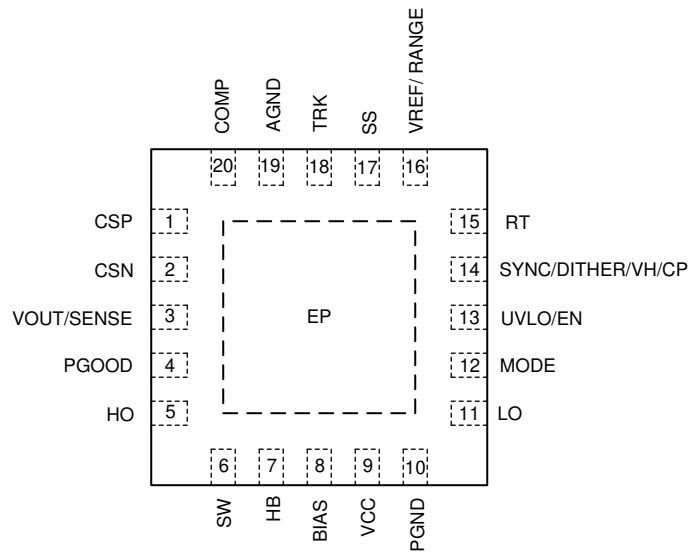 COMP
AGND
TRK
SS
VREF/ RANGE
20
19
18
17
16
CSP 1
15 RT
CSN 2
14 SYNC/DITHER/VH/CP
VOUT/SENSE 3
EP
13 UVLO/EN
PGOOD 4
12 MODE
HO 5
11 LO
6
7
8
9
10
SW
HB
BIAS
VCC
PGND